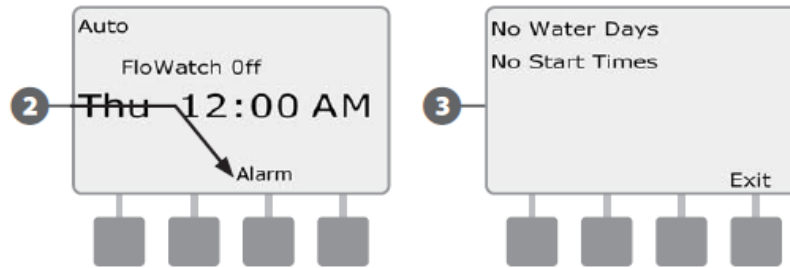 Auto
FloWatch Off
2
Thu 12:00 AM
Alarm
3
No Water Days
No Start Times
Exit